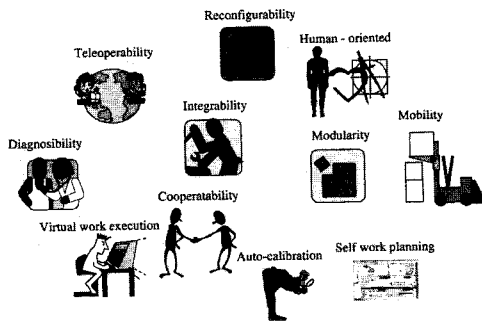 Reconfigurability
Human - oriented
Teleoperability
Integrability
Modularity
Mobility
Diagnosibility
Cooperatability
Virtual work execution
Auto-calibration
Self work planning